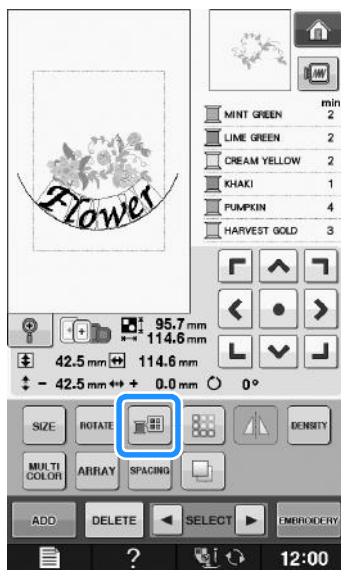 min
MINT GREEN 2
LIME GREEN 2
CREAM YELLOW 2
KHAKI 1
PUMPKIN 4
HARVEST GOLD 3
Flower
95.7 mm
114.6 mm
42.5 mm 114.6 mm
- 42.5 mm + 0.0 mm 0°
SIZE ROTATE DENSITY
MULTI COLOR ARRAY SPACING
ADD DELETE SELECT EMBROIDERY
? 12:00